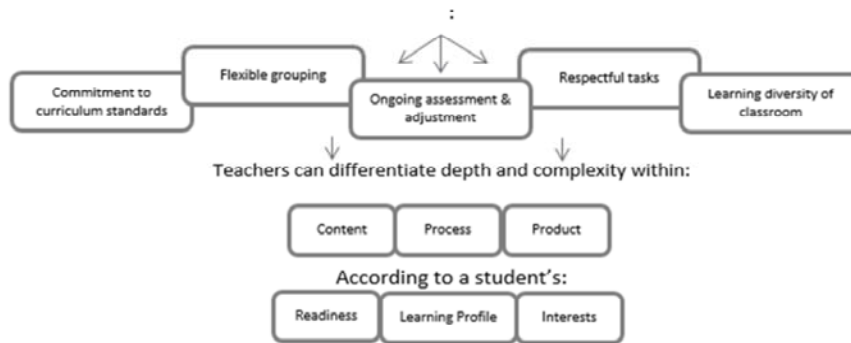 :
Commitment to
curriculum standards
Flexible grouping
Ongoing assessment &
adjustment
Respectful tasks
Learning diversity of
classroom
Teachers can differentiate depth and complexity within:
Content
Process
Product
According to a student's:
Readiness
Learning Profile
Interests